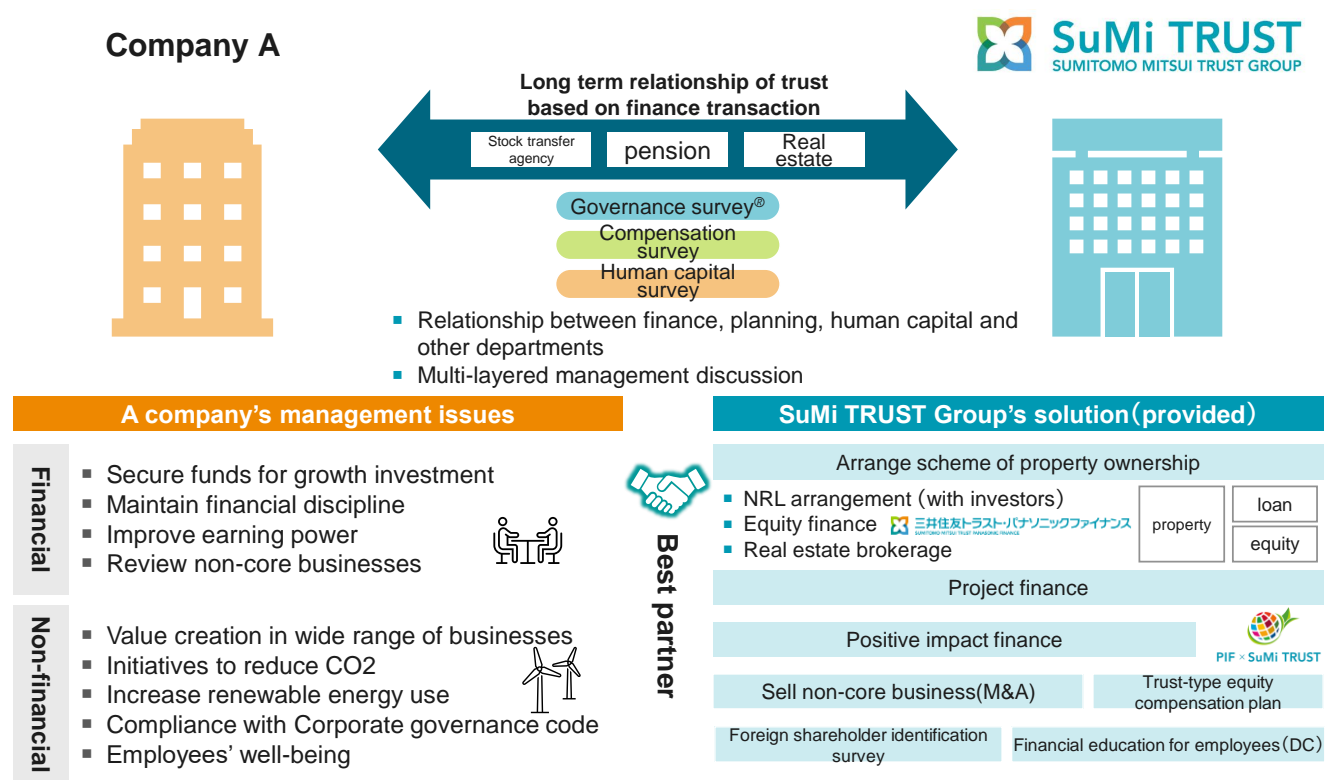 Company A
SuMi TRUST
SUMITOMO MITSUI TRUST GROUP
Long term relationship of trust
based on finance transaction
Stock transfer
agency
pension
Real
estate
Governance survey®
Compensation
survey
Human capital
survey
■ Relationship between finance, planning, human capital and
other departments
■ Multi-layered management discussion
A company's management issues
Financial
■ Secure funds for growth investment
■ Maintain financial discipline
■ Improve earning power
■ Review non-core businesses
Non-financial
■ Value creation in wide range of businesses
■ Initiatives to reduce CO2
■ Increase renewable energy use
■ Compliance with Corporate governance code
■ Employees' well-being
Best partner
SuMi TRUST Group's solution（provided）
Arrange scheme of property ownership
■ NRL arrangement（with investors）
■ Equity finance 三井住友トラスト・パナソニックファイナンス
SUMITOMO MITSUI TRUST PANASONIC FINANCE
■ Real estate brokerage
property
loan
equity
Project finance
Positive impact finance
PIF × SuMi TRUST
Sell non-core business(M&A)
Trust-type equity
compensation plan
Foreign shareholder identification
survey
Financial education for employees（DC）